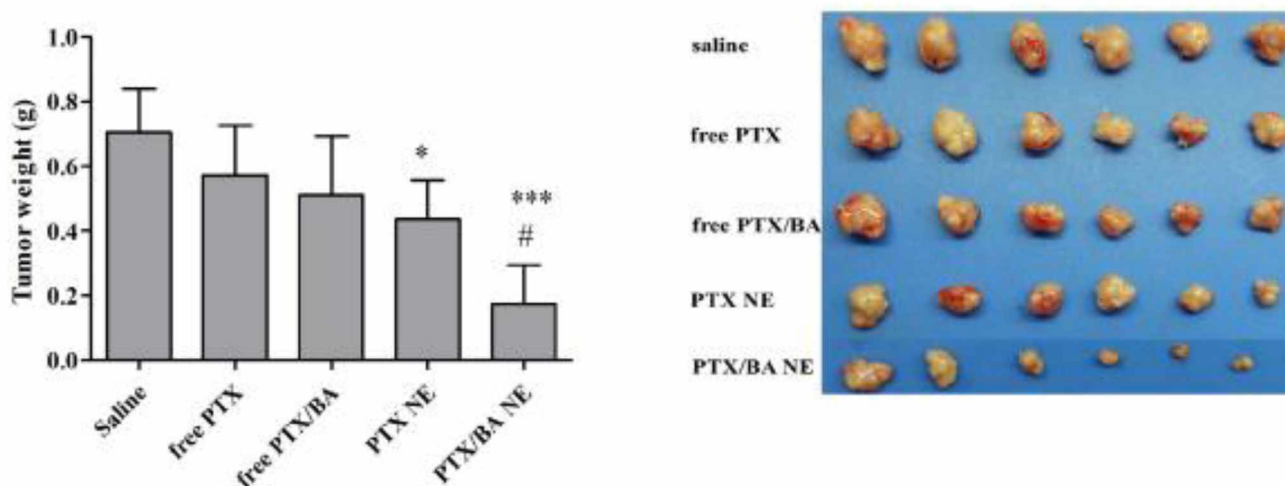 1.0
0.8
0.6
0.4
0.2
0.0
Tumor weight (g)
*
***
#
Saline
free PTX
free PTX/BA
PTX NE
PTX/BA NE
saline
free PTX
free PTX/BA
PTX NE
PTX/BA NE